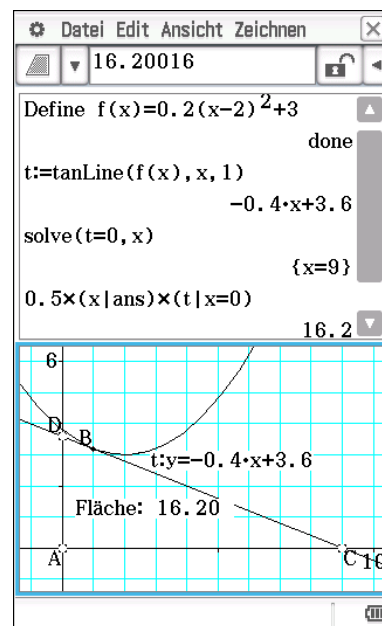 Datei Edit Ansicht Zeichnen
16.20016
Define f(x)=0.2(x-2)²+3
done
t:=tanLine(f(x),x,1)
-0.4·x+3.6
solve(t=0,x)
{x=9}
0.5×(x|ans)×(t|x=0)
16.2
6
D
B
t:y=-0.4·x+3.6
Fläche: 16.20
A
C 10